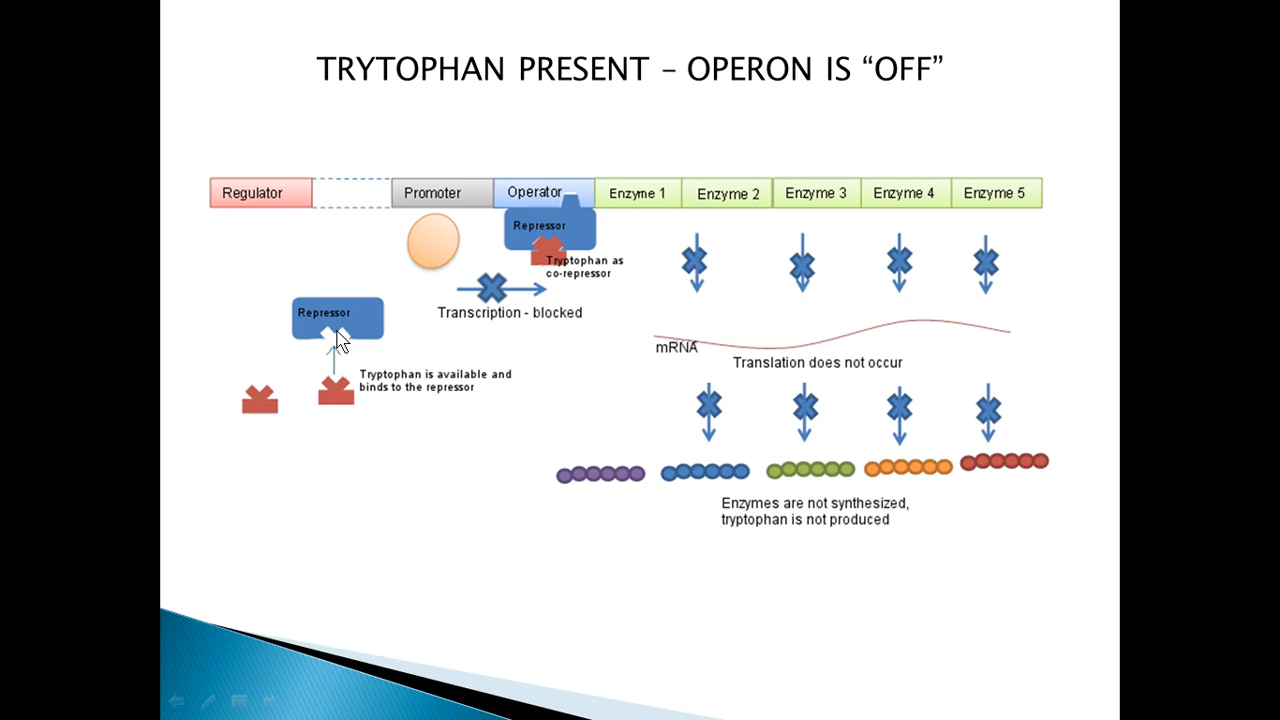 TRYTOPHAN PRESENT – OPERON IS “OFF”
Regulator
Promoter
Operator
Enzyme 1
Enzyme 2
Enzyme 3
Enzyme 4
Enzyme 5
Repressor
Tryptophan as
co-repressor
Transcription - blocked
Repressor
Tryptophan is available and
binds to the repressor
mRNA
Translation does not occur
Enzymes are not synthesized,
tryptophan is not produced